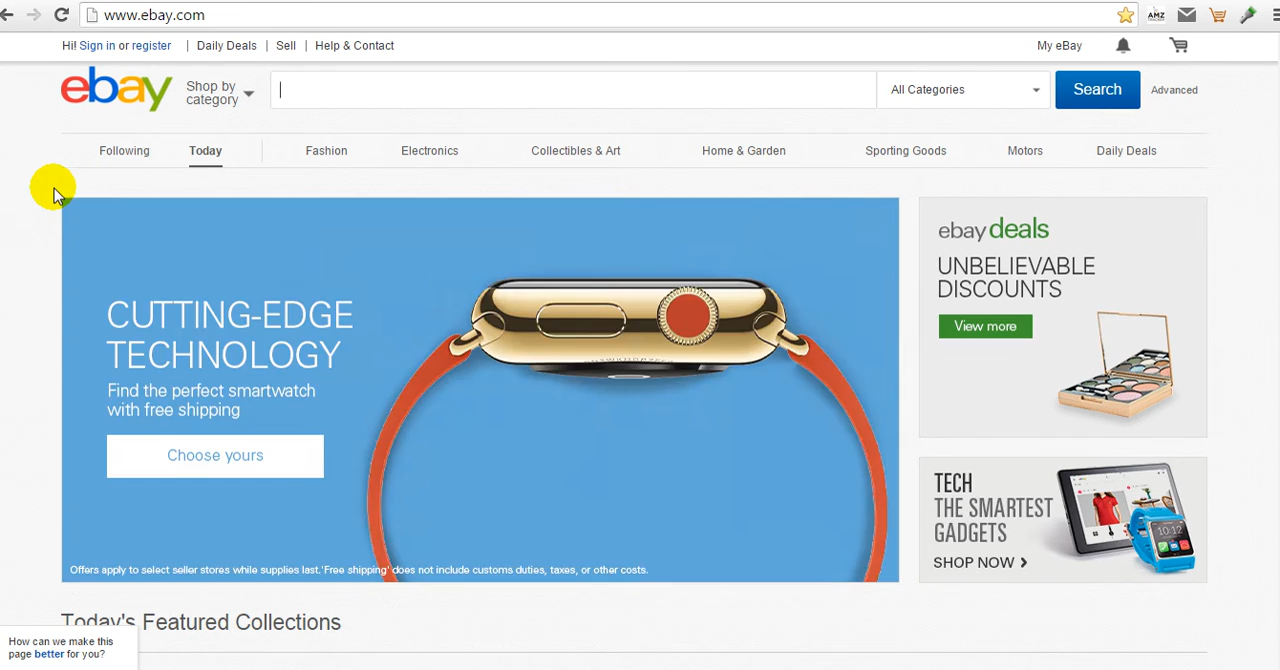 www.ebay.com
AMZ
Hi! Sign in or register | Daily Deals | Sell | Help & Contact
My eBay
ebay
Shop by
category
All Categories
Search
Advanced
Following
Today
Fashion
Electronics
Collectibles & Art
Home & Garden
Sporting Goods
Motors
Daily Deals
CUTTING-EDGE
TECHNOLOGY
Find the perfect smartwatch
with free shipping
Choose yours
Offers apply to select seller stores while supplies last.'Free shipping' does not include customs duties, taxes, or other costs.
ebay deals
UNBELIEVABLE
DISCOUNTS
View more
TECH
THE SMARTEST
GADGETS
SHOP NOW
10:12
Today's Featured Collections
How can we make this
page better for you?